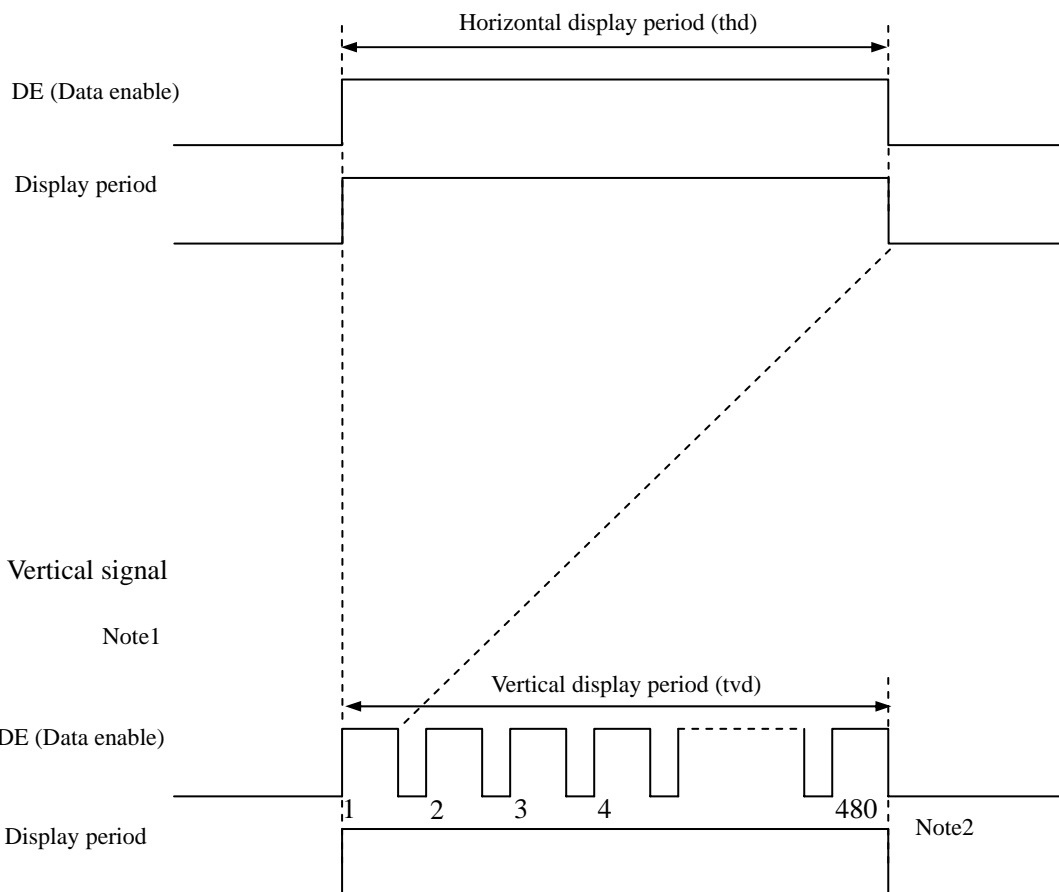 Horizontal display period (thd)
DE (Data enable)
Display period
Vertical signal
Note1
Vertical display period (tvd)
DE (Data enable)
1 2 3 4 480
Note2
Display period